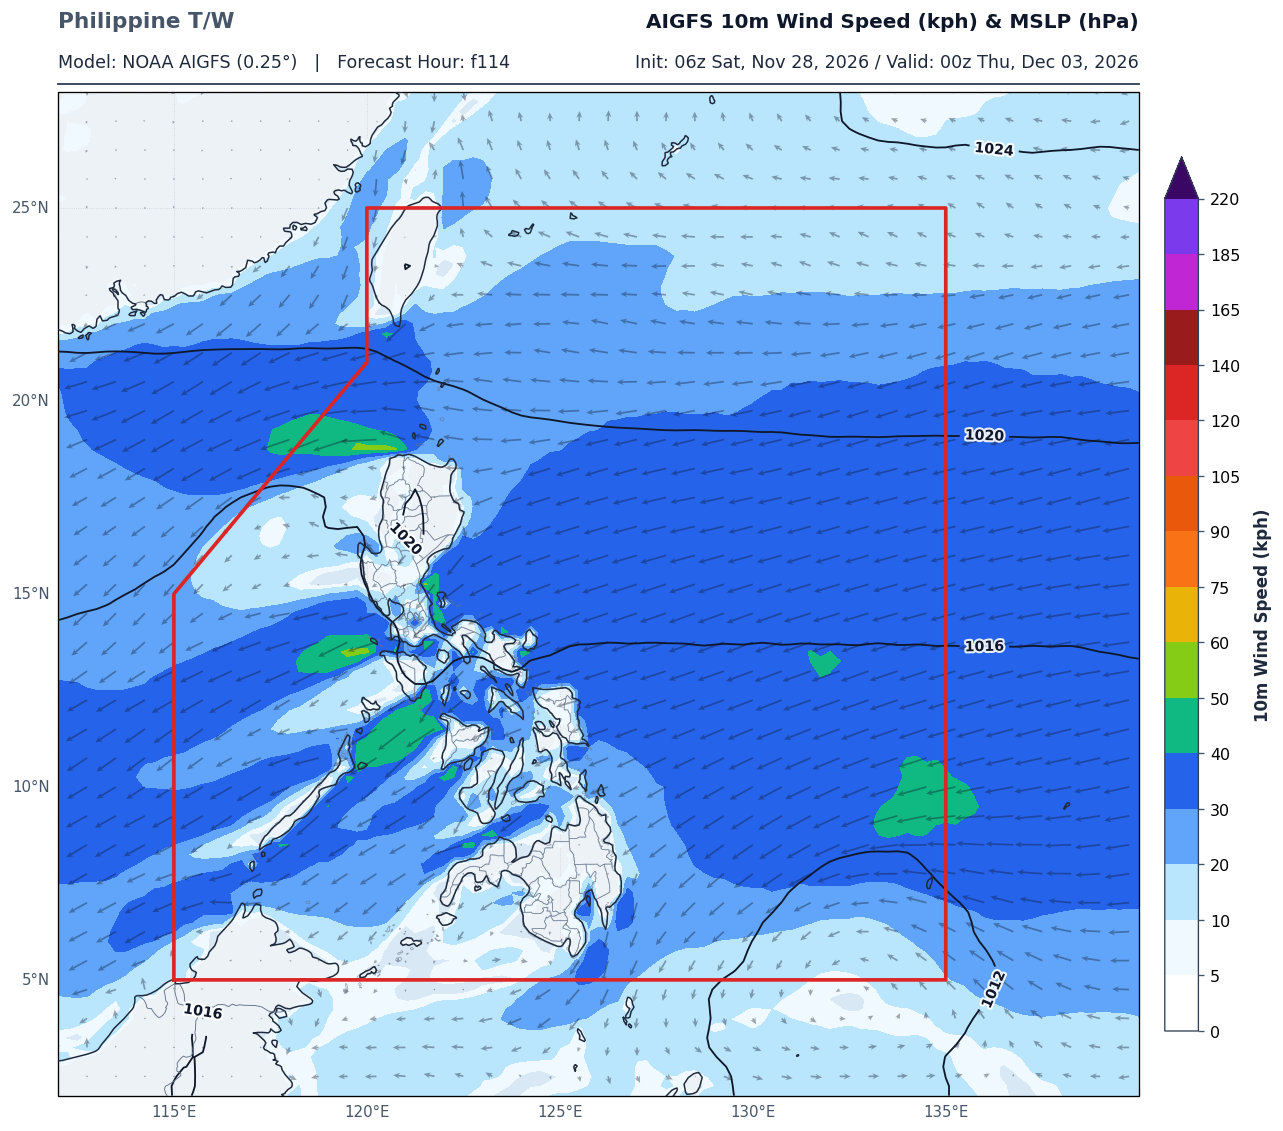 Philippine T/W
AIGFS 10m Wind Speed (kph) & MSLP (hPa)
Model: NOAA AIGFS (0.25°) | Forecast Hour: f114
Init: 06z Sat, Nov 28, 2026 / Valid: 00z Thu, Dec 03, 2026
1024
25°N
20°N
15°N
10°N
5°N
1020
1020
1016
1012
1016
115°E
120°E
125°E
130°E
135°E
220
185
165
140
120
105
90
75
60
50
40
30
20
10
5
0
10m Wind Speed (kph)